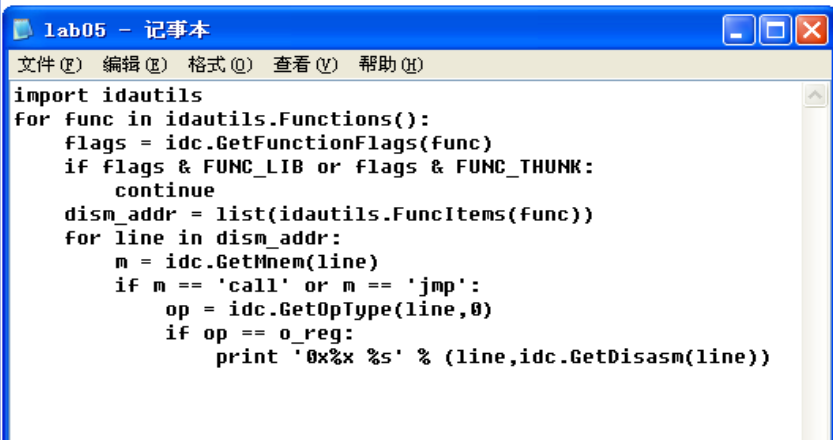 lab05 - 记事本
文件(F) 编辑(E) 格式(O) 查看(V) 帮助(H)
import idautils
for func in idautils.Functions():
    flags = idc.GetFunctionFlags(func)
    if flags & FUNC_LIB or flags & FUNC_THUNK:
        continue
    dism_addr = list(idautils.FuncItems(func))
    for line in dism_addr:
        m = idc.GetMnem(line)
        if m == 'call' or m == 'jmp':
            op = idc.GetOpType(line,0)
            if op == o_reg:
                print '0x%x %s' % (line,idc.GetDisasm(line))